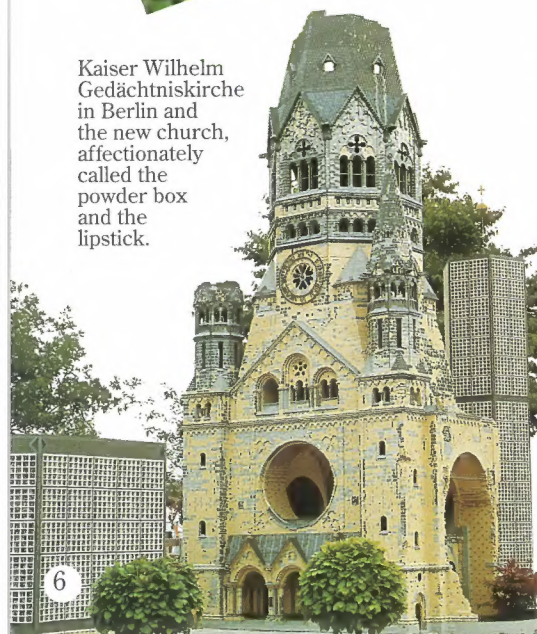 Kaiser Wilhelm
Gedächtniskirche
in Berlin and
the new church,
affectionately
called the
powder box
and the
lipstick.
6